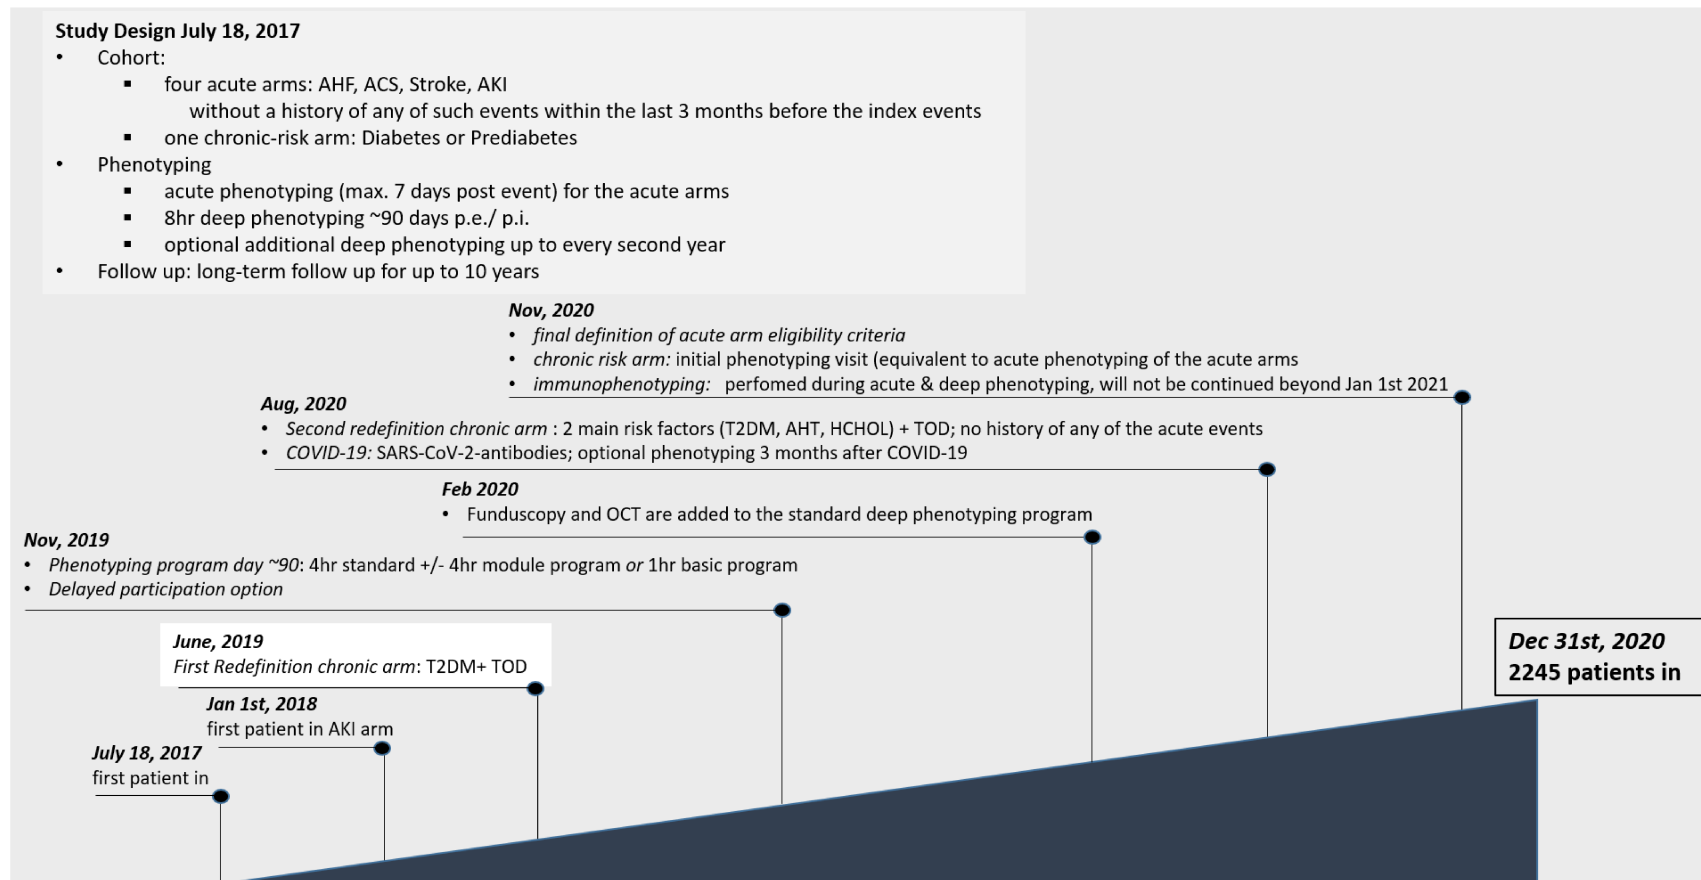 Study Design July 18, 2017
• Cohort:
▪ four acute arms: AHF, ACS, Stroke, AKI
without a history of any of such events within the last 3 months before the index events
▪ one chronic-risk arm: Diabetes or Prediabetes
• Phenotyping
▪ acute phenotyping (max. 7 days post event) for the acute arms
▪ 8hr deep phenotyping ~90 days p.e./ p.i.
▪ optional additional deep phenotyping up to every second year
• Follow up: long-term follow up for up to 10 years
Nov, 2020
• final definition of acute arm eligibility criteria
• chronic risk arm: initial phenotyping visit (equivalent to acute phenotyping of the acute arms
• immunophenotyping: perfomed during acute & deep phenotyping, will not be continued beyond Jan 1st 2021
Aug, 2020
• Second redefinition chronic arm : 2 main risk factors (T2DM, AHT, HCHOL) + TOD; no history of any of the acute events
• COVID-19: SARS-CoV-2-antibodies; optional phenotyping 3 months after COVID-19
Feb 2020
• Funduscopy and OCT are added to the standard deep phenotyping program
Nov, 2019
• Phenotyping program day ~90: 4hr standard +/- 4hr module program or 1hr basic program
• Delayed participation option
June, 2019
First Redefinition chronic arm: T2DM+ TOD
Jan 1st, 2018
first patient in AKI arm
July 18, 2017
first patient in
Dec 31st, 2020
2245 patients in